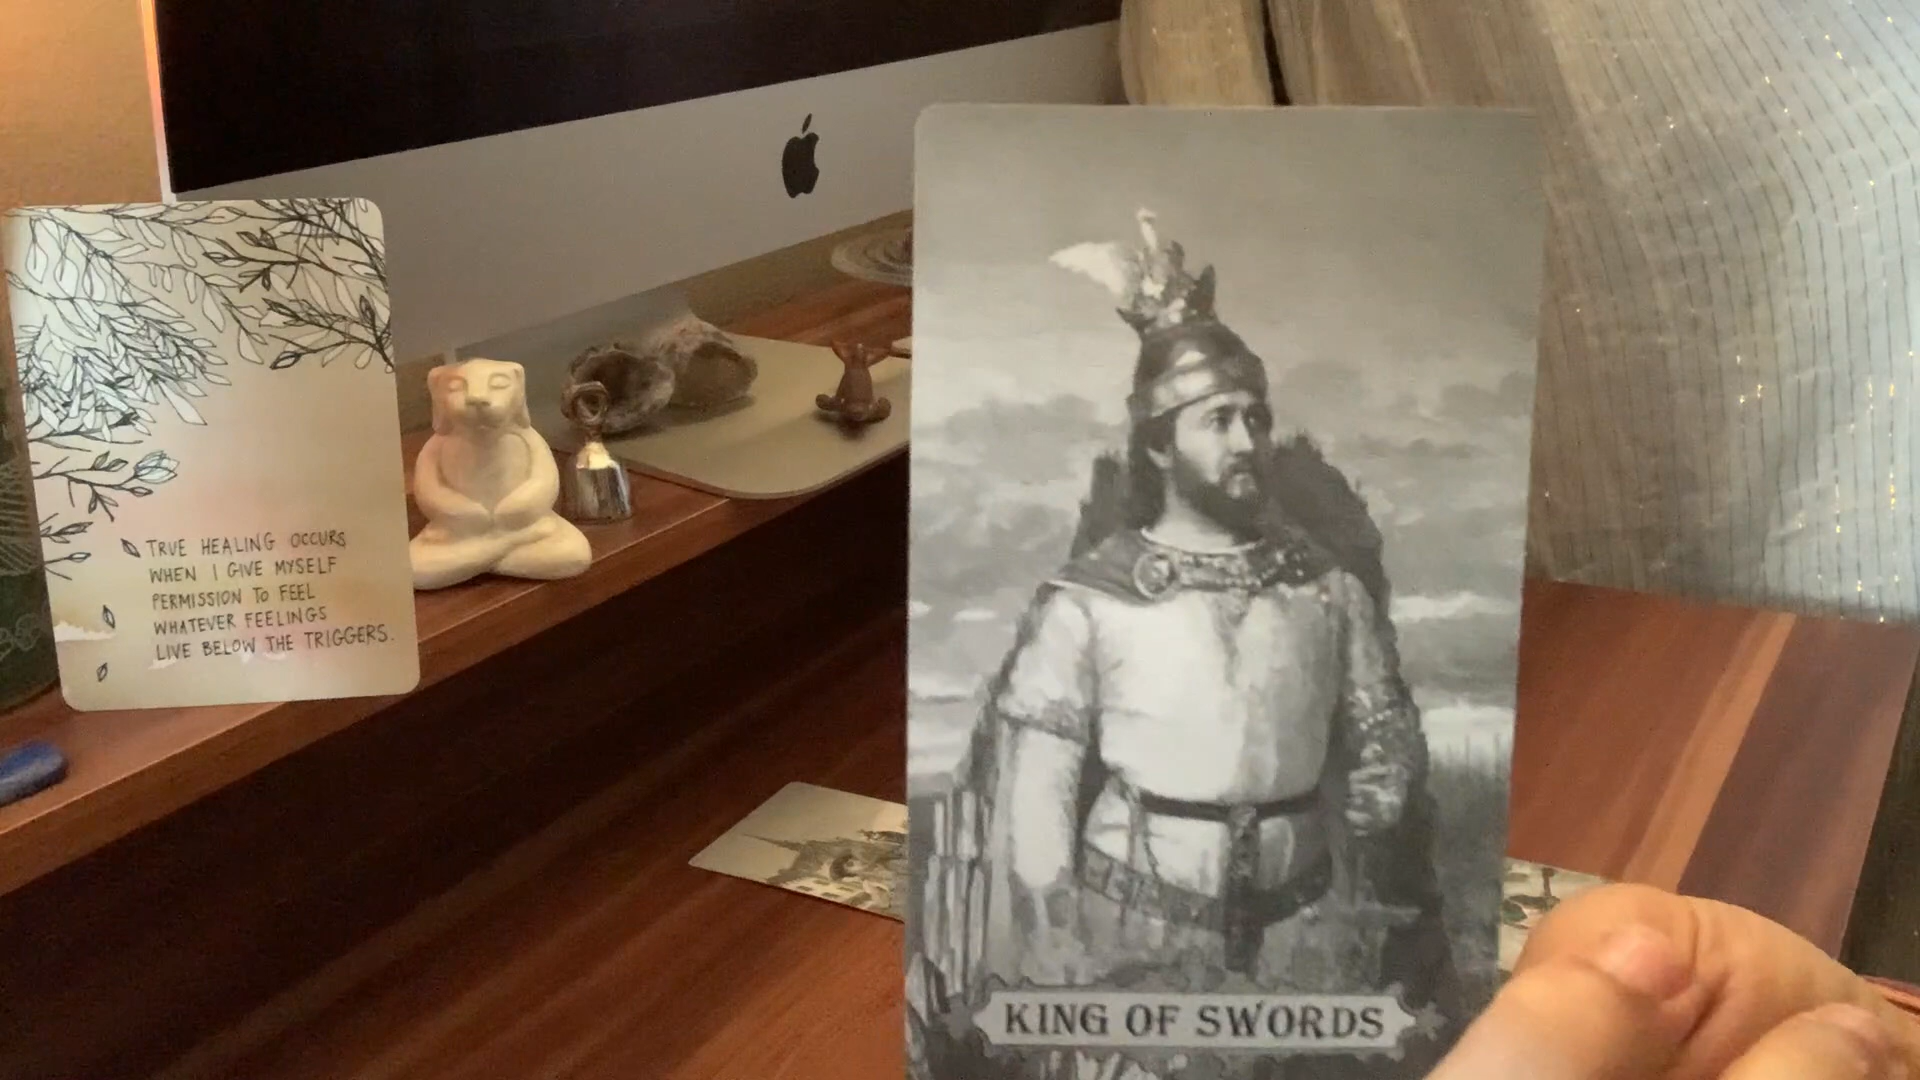 TRUE HEALING OCCURS
WHEN I GIVE MYSELF
PERMISSION TO FEEL
WHATEVER FEELINGS
LIVE BELOW THE TRIGGERS.
KING OF SWORDS